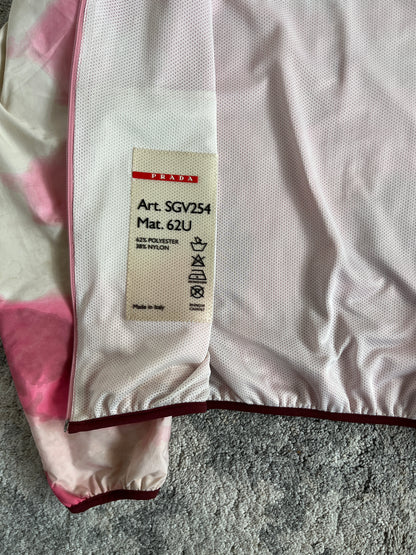 PRADA
Art. SGV254
Mat. 62U
62% POLYESTER
38% NYLON
Made in Italy